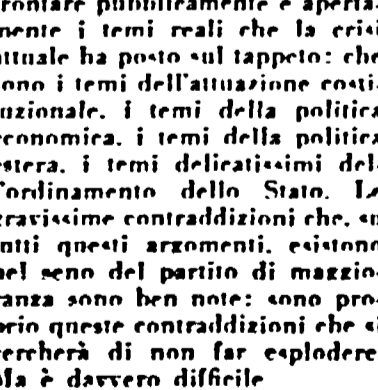 frontare pubblicamente e aperta-
mente i temi reali che la crisi
attuale ha posto sul tappeto: che
sono i temi dell'attuazione costi-
tuzionale, i temi della politica
economica, i temi della politica
estera, i temi delicatissimi del-
l'ordinamento dello Stato. Le
gravissime contraddizioni che, su
tutti questi argomenti, esistono
nel seno del partito di maggio-
ranza sono ben note: sono pro-
prio queste contraddizioni che si
cercherà di non far esplodere.
Ma è davvero difficile